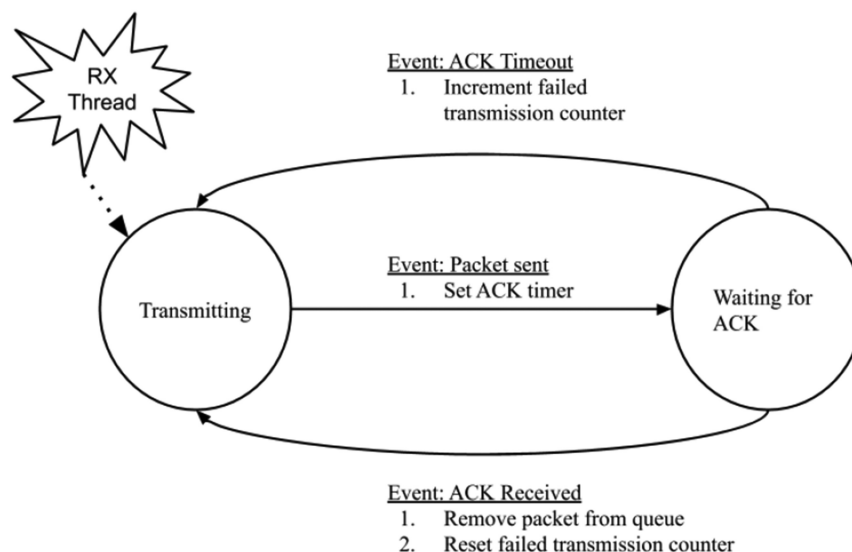 RX
Thread
Event: ACK Timeout
1. Increment failed
transmission counter
Event: Packet sent
1. Set ACK timer
Transmitting
Waiting for
ACK
Event: ACK Received
1. Remove packet from queue
2. Reset failed transmission counter